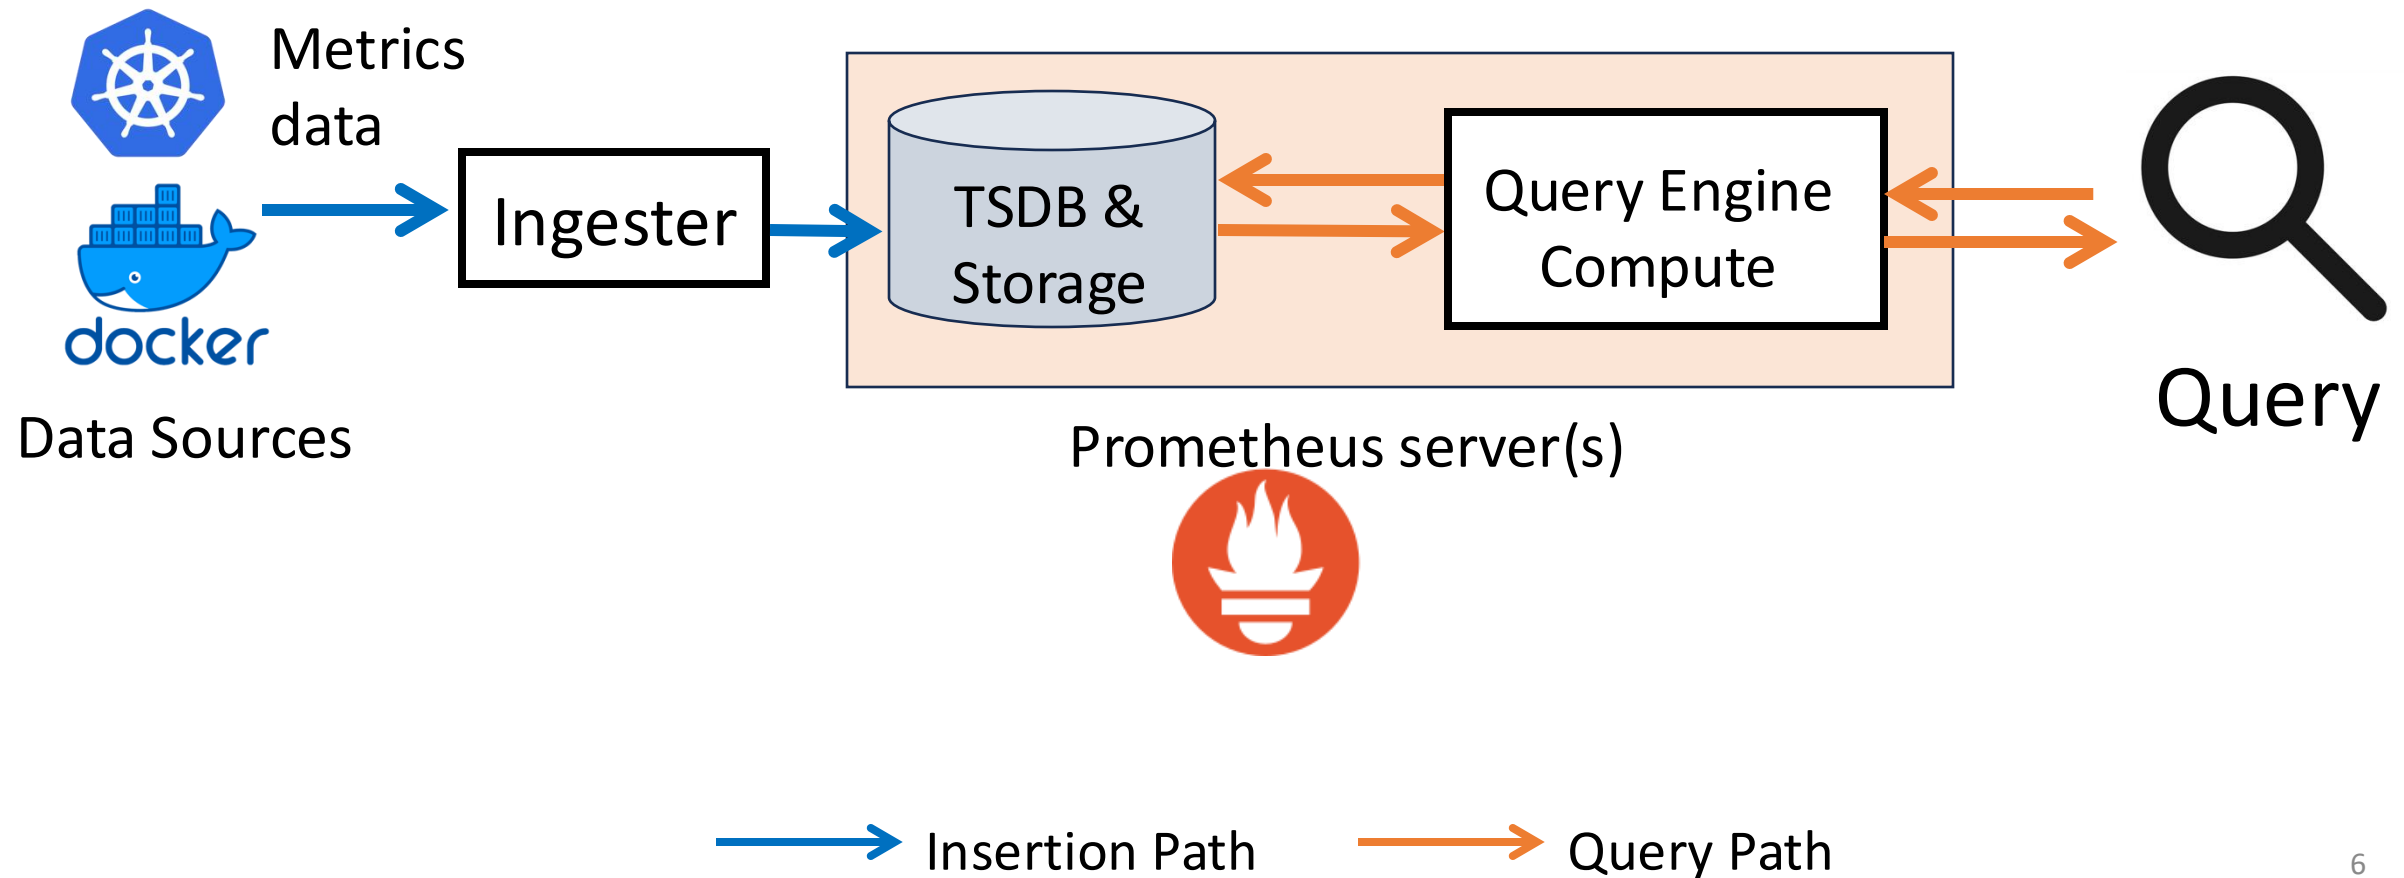 Metrics
data
docker
Data Sources
Ingester
TSDB &
Storage
Query Engine
Compute
Prometheus server(s)
Query
Insertion Path
Query Path
6